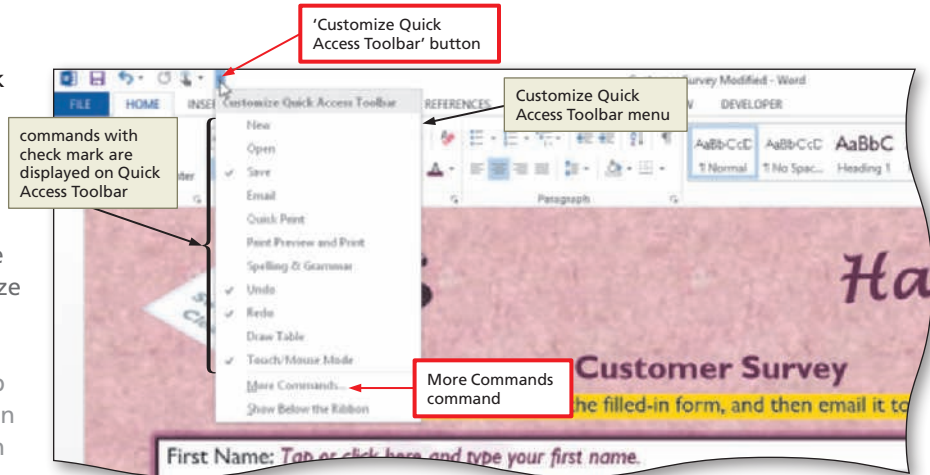 'Customize Quick
Access Toolbar' button
Survey Modified - Word
FILE HOME REFERENCES DEVELOPER
Customize Quick Access Toolbar
Customize Quick
Access Toolbar menu
commands with
check mark are
displayed on Quick
Access Toolbar
New
Open
Save
Email
Quick Print
Print Preview and Print
Spelling & Grammar
Undo
Redo
Draw Table
Touch/Mouse Mode
More Commands...
Show Below the Ribbon
More Commands
command
AaBbCcD AaBbCcD AaBbC
¶ Normal ¶ No Spac... Heading 1
Paragraph
Ha
Customer Survey
the filled-in form, and then email it to
First Name: Tap or click here and type your first name.